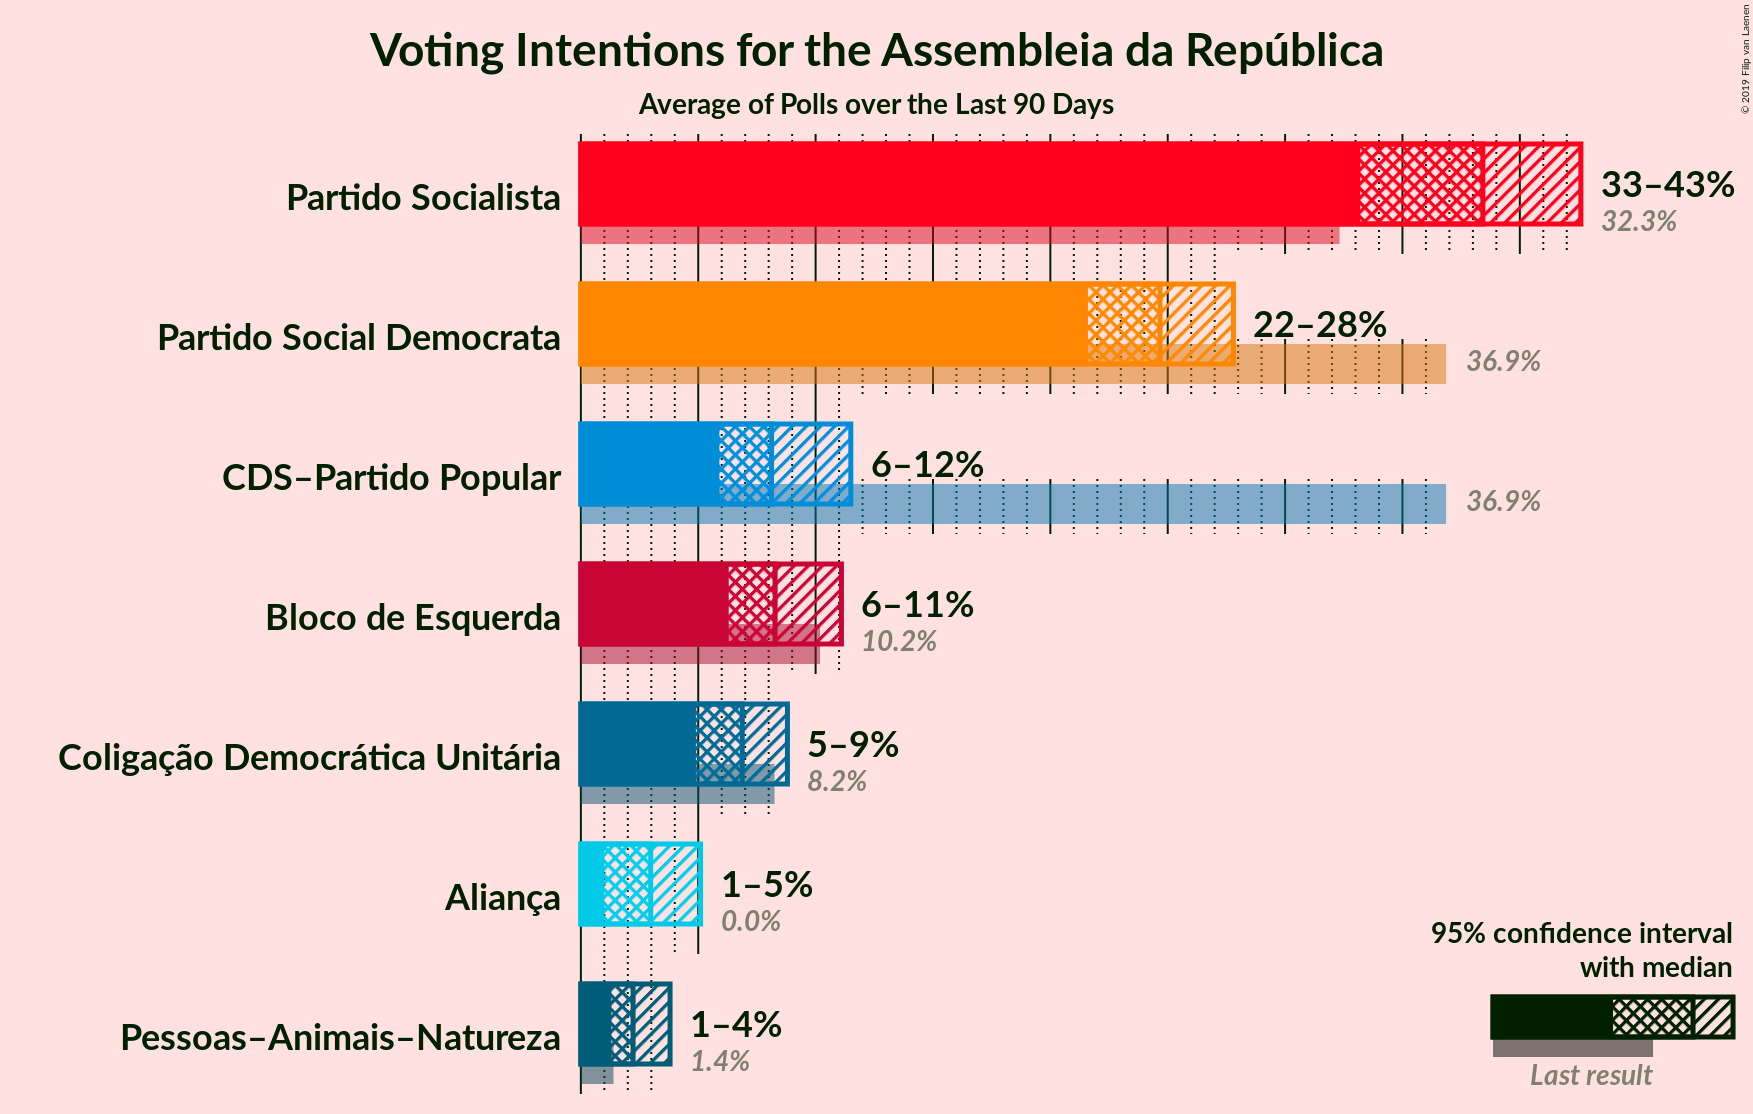 Voting Intentions for the Assembleia da República
Average of Polls over the Last 90 Days
© 2019 Filip van Laenen
Partido Socialista
33–43%
32.3%
Partido Social Democrata
22–28%
36.9%
CDS–Partido Popular
6–12%
36.9%
Bloco de Esquerda
6–11%
10.2%
Coligação Democrática Unitária
5–9%
8.2%
Aliança
1–5%
0.0%
Pessoas–Animais–Natureza
1–4%
1.4%
95% confidence interval
with median
Last result